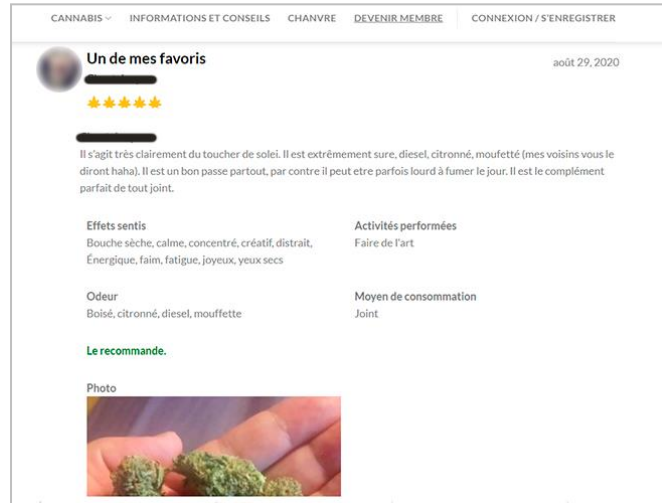 CANNABIS
INFORMATIONS ET CONSEILS
CHANVRE
DEVENIR MEMBRE
CONNEXION / S'ENREGISTRER
Un de mes favoris
août 29, 2020
Il s'agit très clairement du toucher de solei. Il est extrêmement sure, diesel, citronné, moufetté (mes voisins vous le
diront haha). Il est un bon passe partout, par contre il peut etre parfois lourd à fumer le jour. Il est le complément
parfait de tout joint.
Effets sentis
Bouche sèche, calme, concentré, créatif, distrait,
Énergique, faim, fatigue, joyeux, yeux secs
Activités performées
Faire de l'art
Odeur
Boisé, citronné, diesel, mouffette
Moyen de consommation
Joint
Le recommande.
Photo